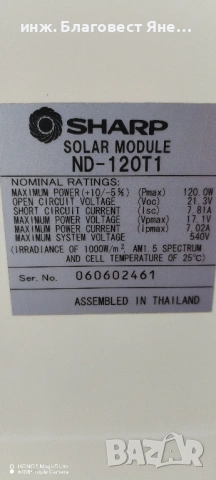 инж. Благовест Яне...
SHARP
SOLAR MODULE
ND-120T1
NOMINAL RATINGS:
MAXIMUM POWER (+10/-5%) (Pmax) 120.0W
OPEN CIRCUIT VOLTAGE (Voc) 21.3V
SHORT CIRCUIT CURRENT (Isc) 7.81A
MAXIMUM POWER VOLTAGE (Vpmax) 17.1V
MAXIMUM POWER CURRENT (Ipmax) 7.02A
MAXIMUM SYSTEM VOLTAGE 540V
(IRRADIANCE OF 1000W/m², AM1.5 SPECTRUM
AND CELL TEMPERATURE OF 25°C)
Ser. No. 060602461
ASSEMBLED IN THAILAND
bazar